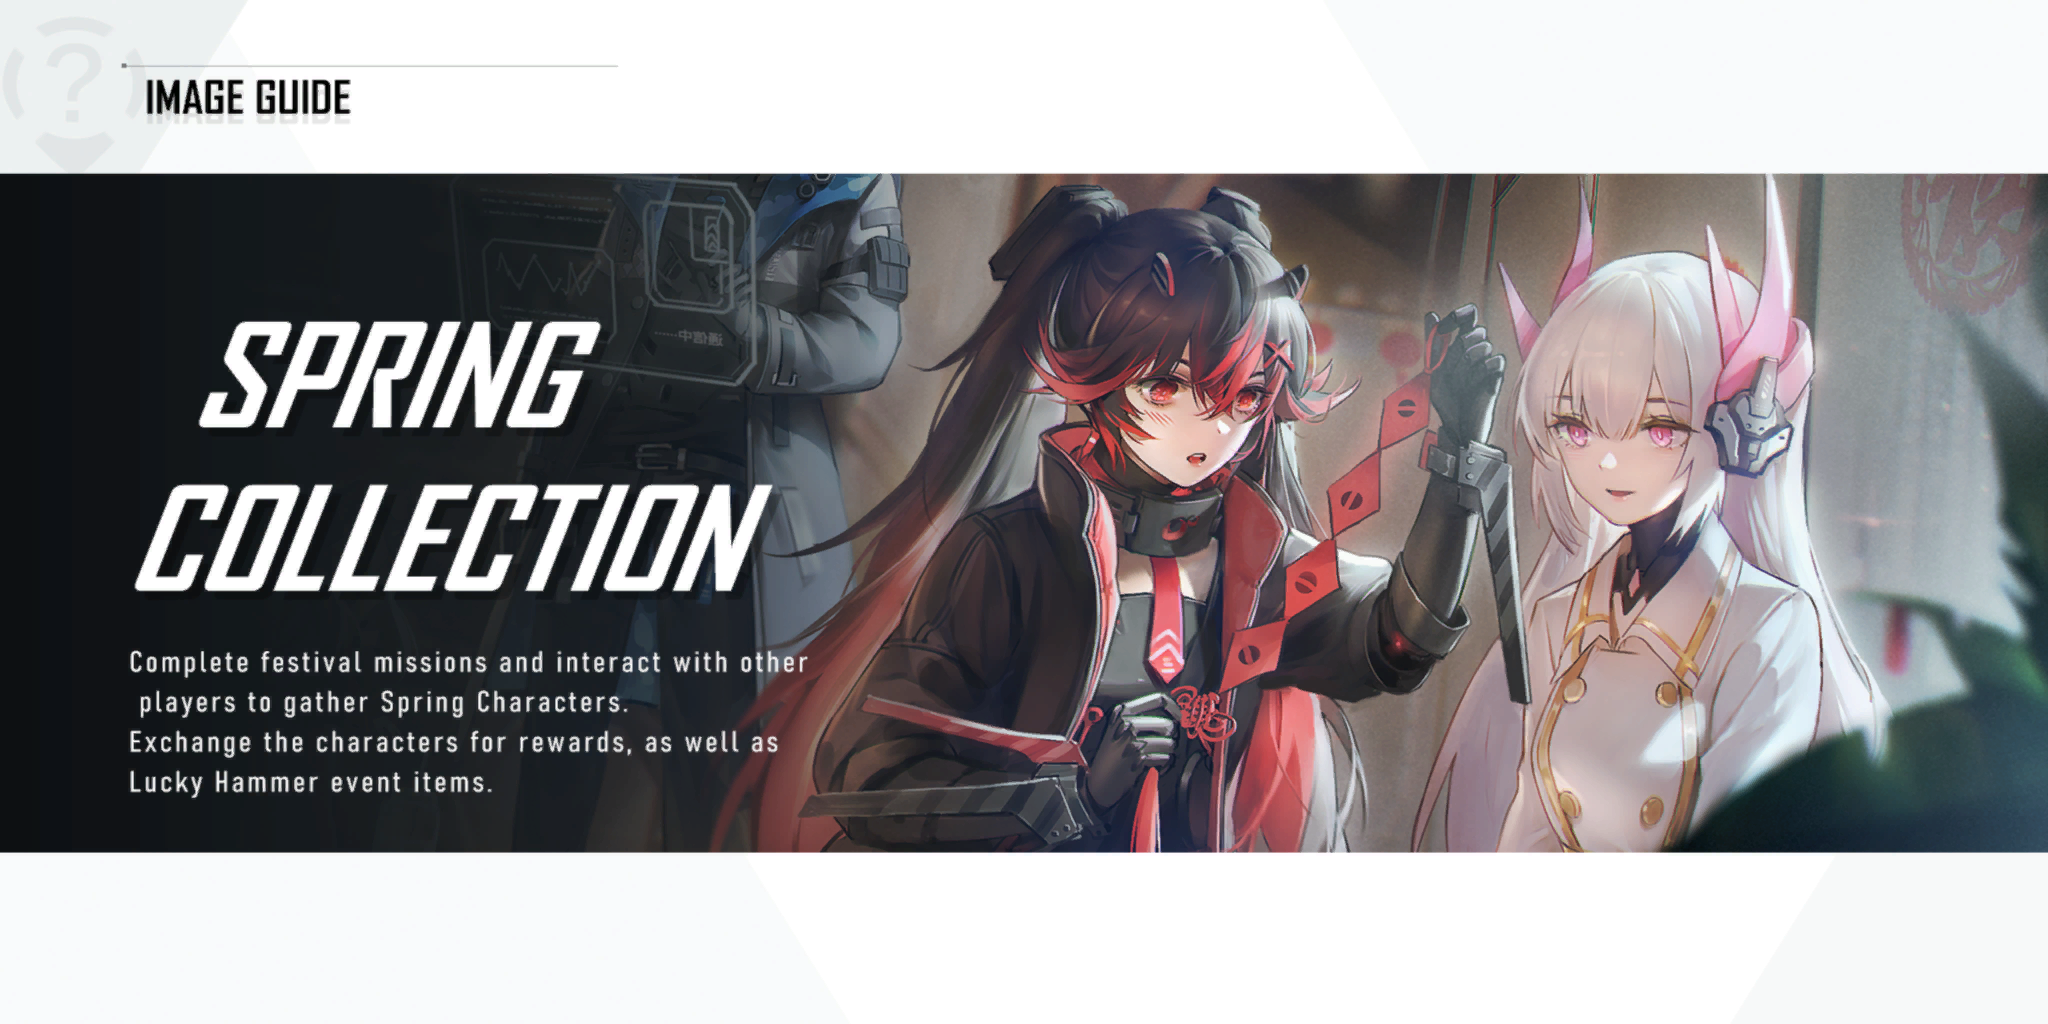 IMAGE GUIDE
SPRING
COLLECTION
Complete festival missions and interact with other
players to gather Spring Characters.
Exchange the characters for rewards, as well as
Lucky Hammer event items.